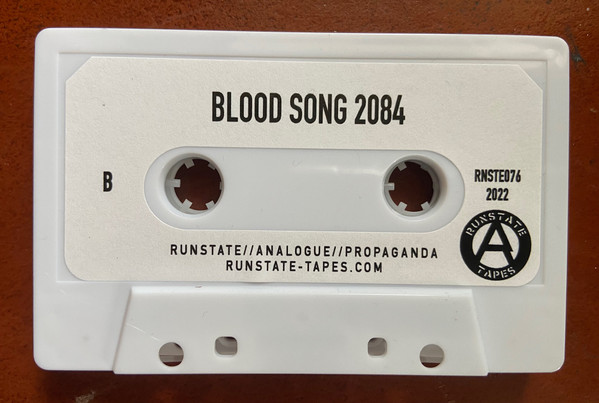 BLOOD SONG 2084
B
RNSTE076
2022
RUNSTATE
A
TAPES
RUNSTATE//ANALOGUE//PROPAGANDA
RUNSTATE-TAPES.COM